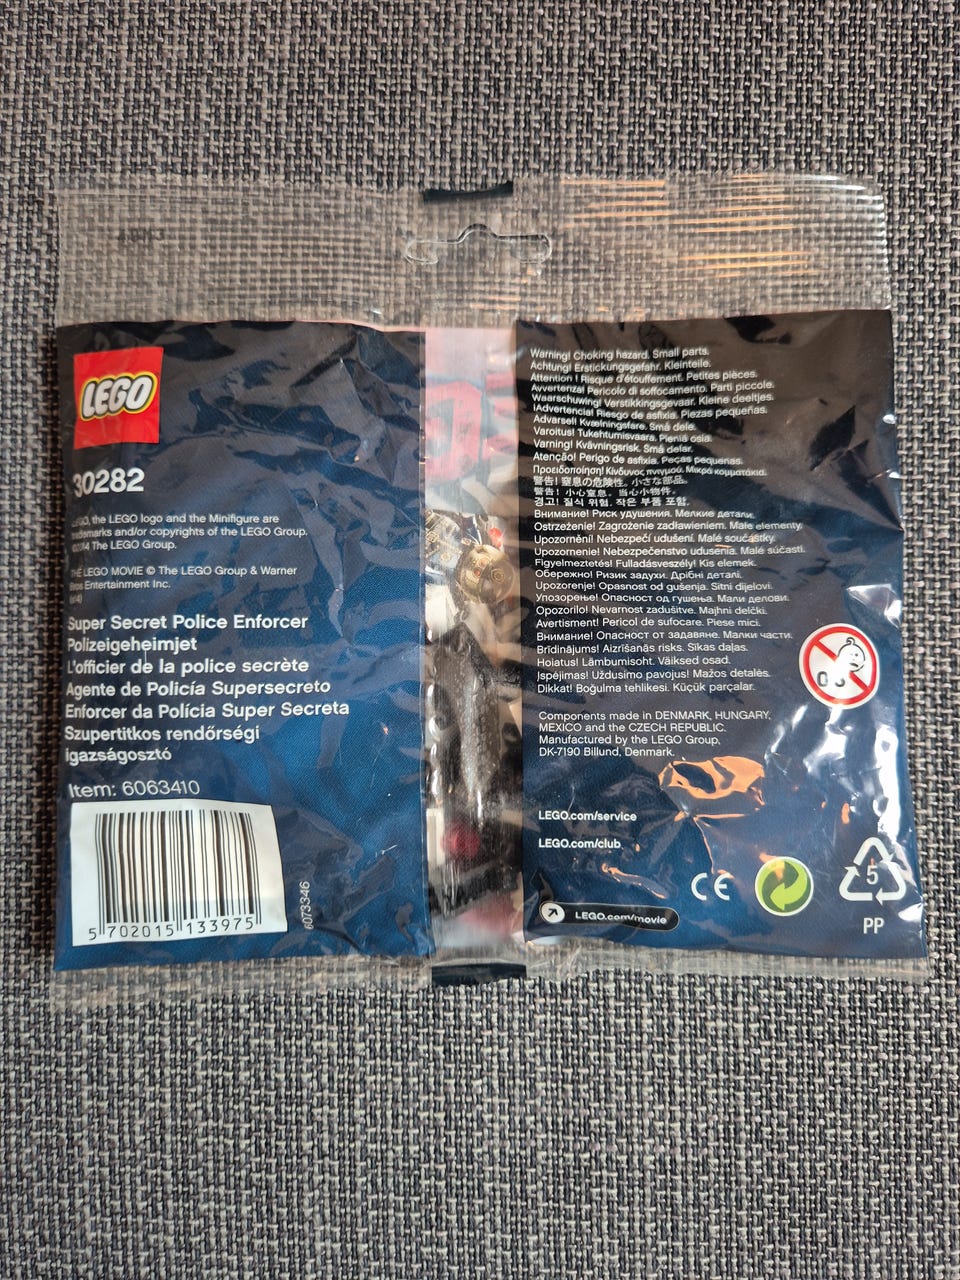 LEGO
30282
LEGO, the LEGO logo and the Minifigure are
trademarks and/or copyrights of the LEGO Group.
©2014 The LEGO Group.
THE LEGO MOVIE © The LEGO Group & Warner
Bros Entertainment Inc.
(s14)
Super Secret Police Enforcer
Polizeigeheimjet
L'officier de la police secrète
Agente de Policía Supersecreto
Enforcer da Polícia Super Secreta
Szupertitkos rendőrségi
igazságosztó
Item: 6063410
5 702015 133975
6073346
Warning! Choking hazard. Small parts.
Achtung! Erstickungsgefahr. Kleinteile.
Attention ! Risque d'étouffement. Petites pièces.
Avvertenza! Pericolo di soffocamento. Parti piccole.
Waarschuwing! Verstikkingsgevaar. Kleine deeltjes.
¡Advertencia! Riesgo de asfixia. Piezas pequeñas.
Advarsel! Kvælningsfare. Små dele.
Varoitus! Tukehtumisvaara. Pieniä osia.
Varning! Kvävningsrisk. Små delar.
Atenção! Perigo de asfixia. Peças pequenas.
Προειδοποίηση! Κίνδυνος πνιγμού. Μικρά κομματάκια.
警告! 窒息の危険性。小さな部品。
警告! 小心窒息。当心小物件。
경고! 질식 위험. 작은 부품 포함.
Внимание! Риск удушения. Мелкие детали.
Ostrzeżenie! Zagrożenie zadławieniem. Małe elementy.
Upozornění! Nebezpečí udušení. Malé součástky.
Upozornenie! Nebezpečenstvo udusenia. Malé súčasti.
Figyelmeztetés! Fulladásveszély! Kis elemek.
Обережно! Ризик задухи. Дрібні деталі.
Upozorenje! Opasnost od gušenja. Sitni dijelovi.
Упозорење! Опасност од гушења. Мали делови.
Opozorilo! Nevarnost zadušitve. Majhni delčki.
Avertisment! Pericol de sufocare. Piese mici.
Внимание! Опасност от задавяне. Малки части.
Brīdinājums! Aizrīšanās risks. Sīkas daļas.
Hoiatus! Lämbumisoht. Väiksed osad.
Įspėjimas! Uždusimo pavojus! Mažos detalės.
Dikkat! Boğulma tehlikesi. Küçük parçalar.
0-3
Components made in DENMARK, HUNGARY,
MEXICO and the CZECH REPUBLIC.
Manufactured by the LEGO Group,
DK-7190 Billund, Denmark.
LEGO.com/service
LEGO.com/club
LEGO.com/movie
CE
5
PP